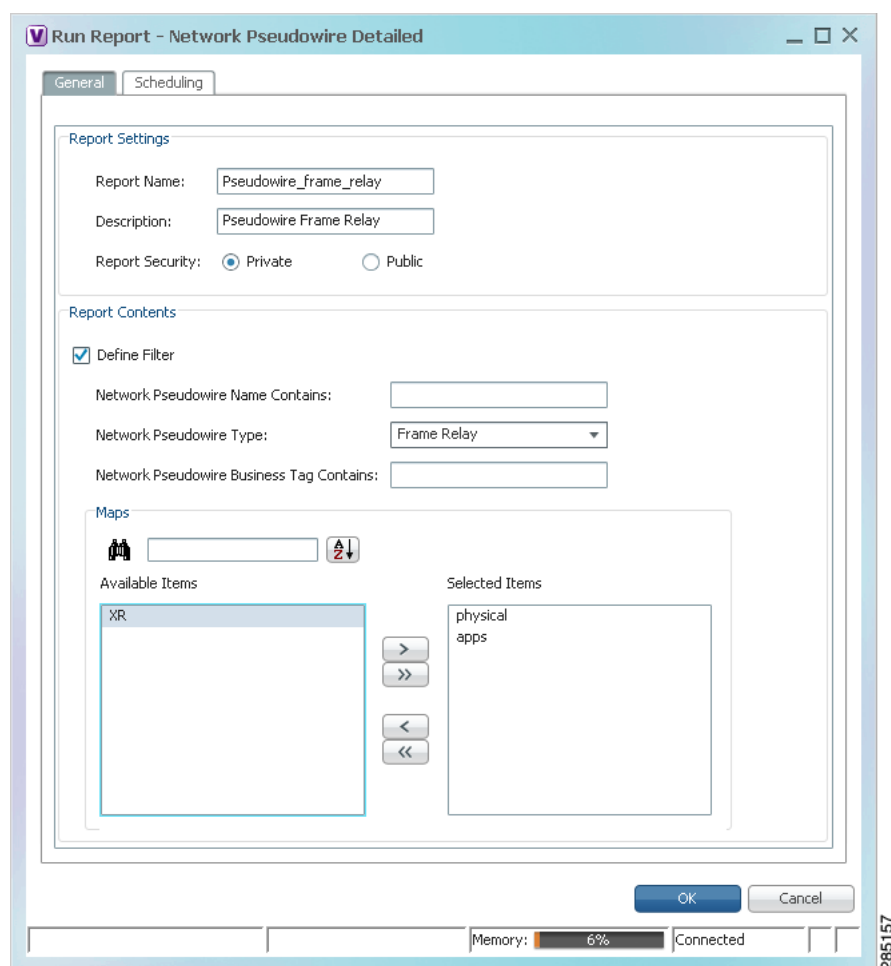 V Run Report - Network Pseudowire Detailed
General Scheduling
Report Settings
Report Name: Pseudowire_frame_relay
Description: Pseudowire Frame Relay
Report Security: Private Public
Report Contents
Define Filter
Network Pseudowire Name Contains:
Network Pseudowire Type: Frame Relay
Network Pseudowire Business Tag Contains:
Maps
A Z
Available Items Selected Items
XR physical
apps
>
>>
<
<<
OK Cancel
Memory: 6% Connected
285157